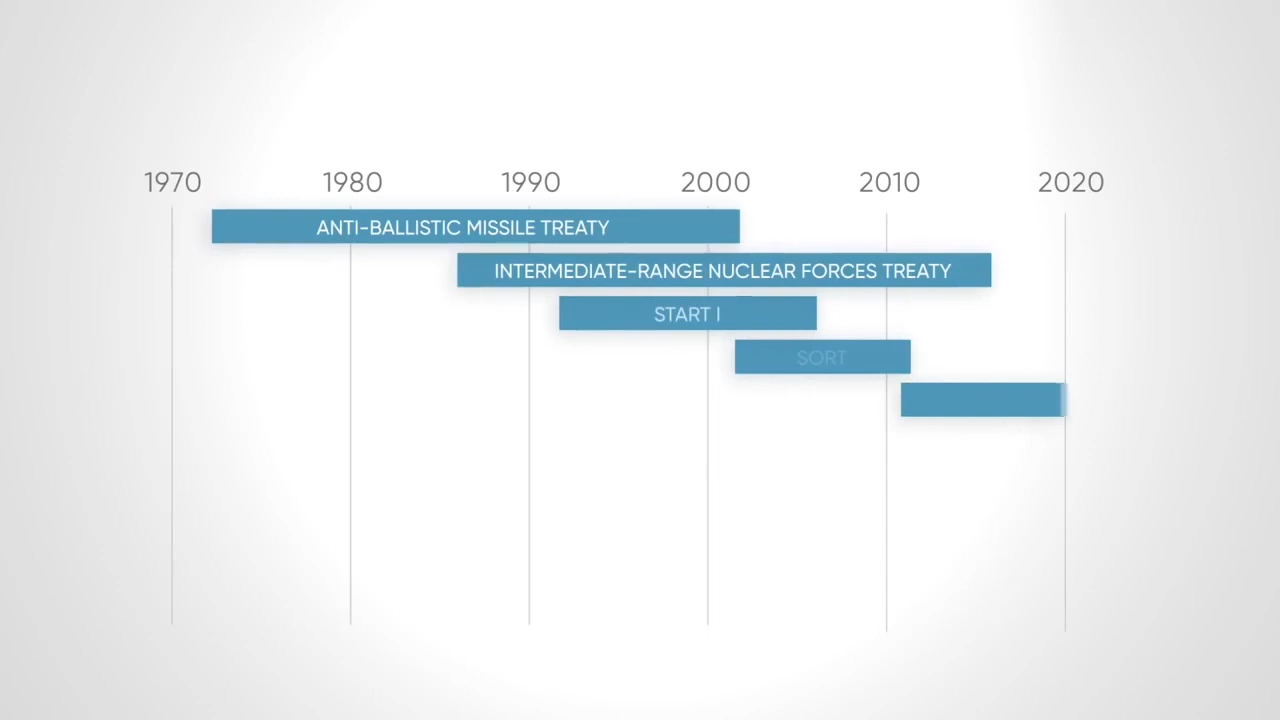 1970 1980 1990 2000 2010 2020
ANTI-BALLISTIC MISSILE TREATY
INTERMEDIATE-RANGE NUCLEAR FORCES TREATY
START I
SORT